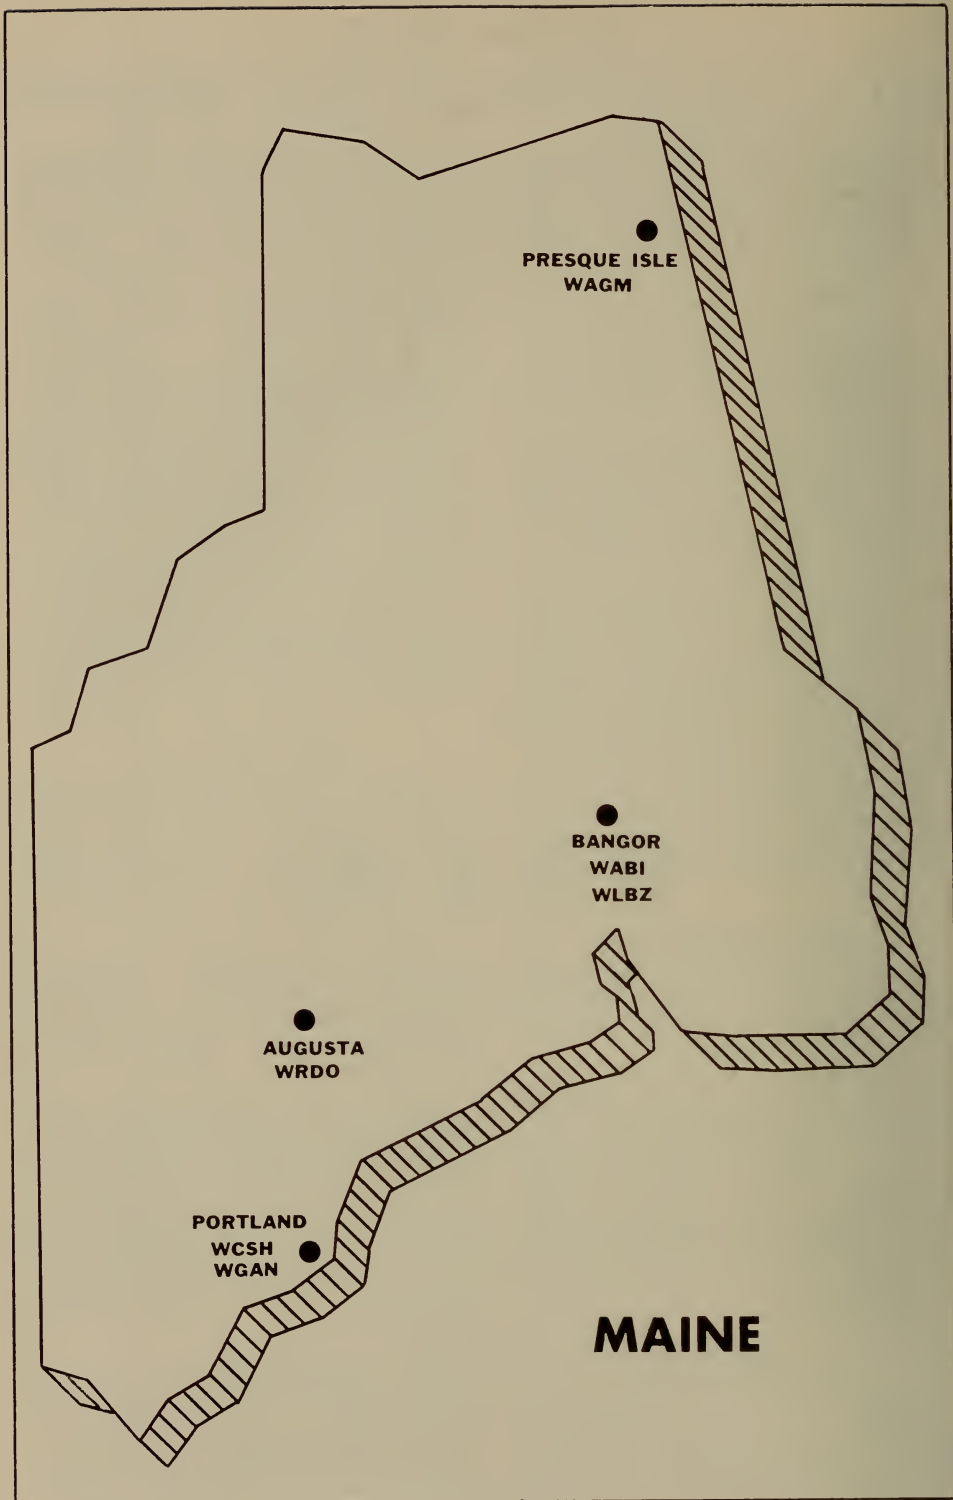 PRESQUE ISLE
WAGM
BANGOR
WABI
WLBZ
AUGUSTA
WRDO
PORTLAND
WCSH
WGAN
MAINE